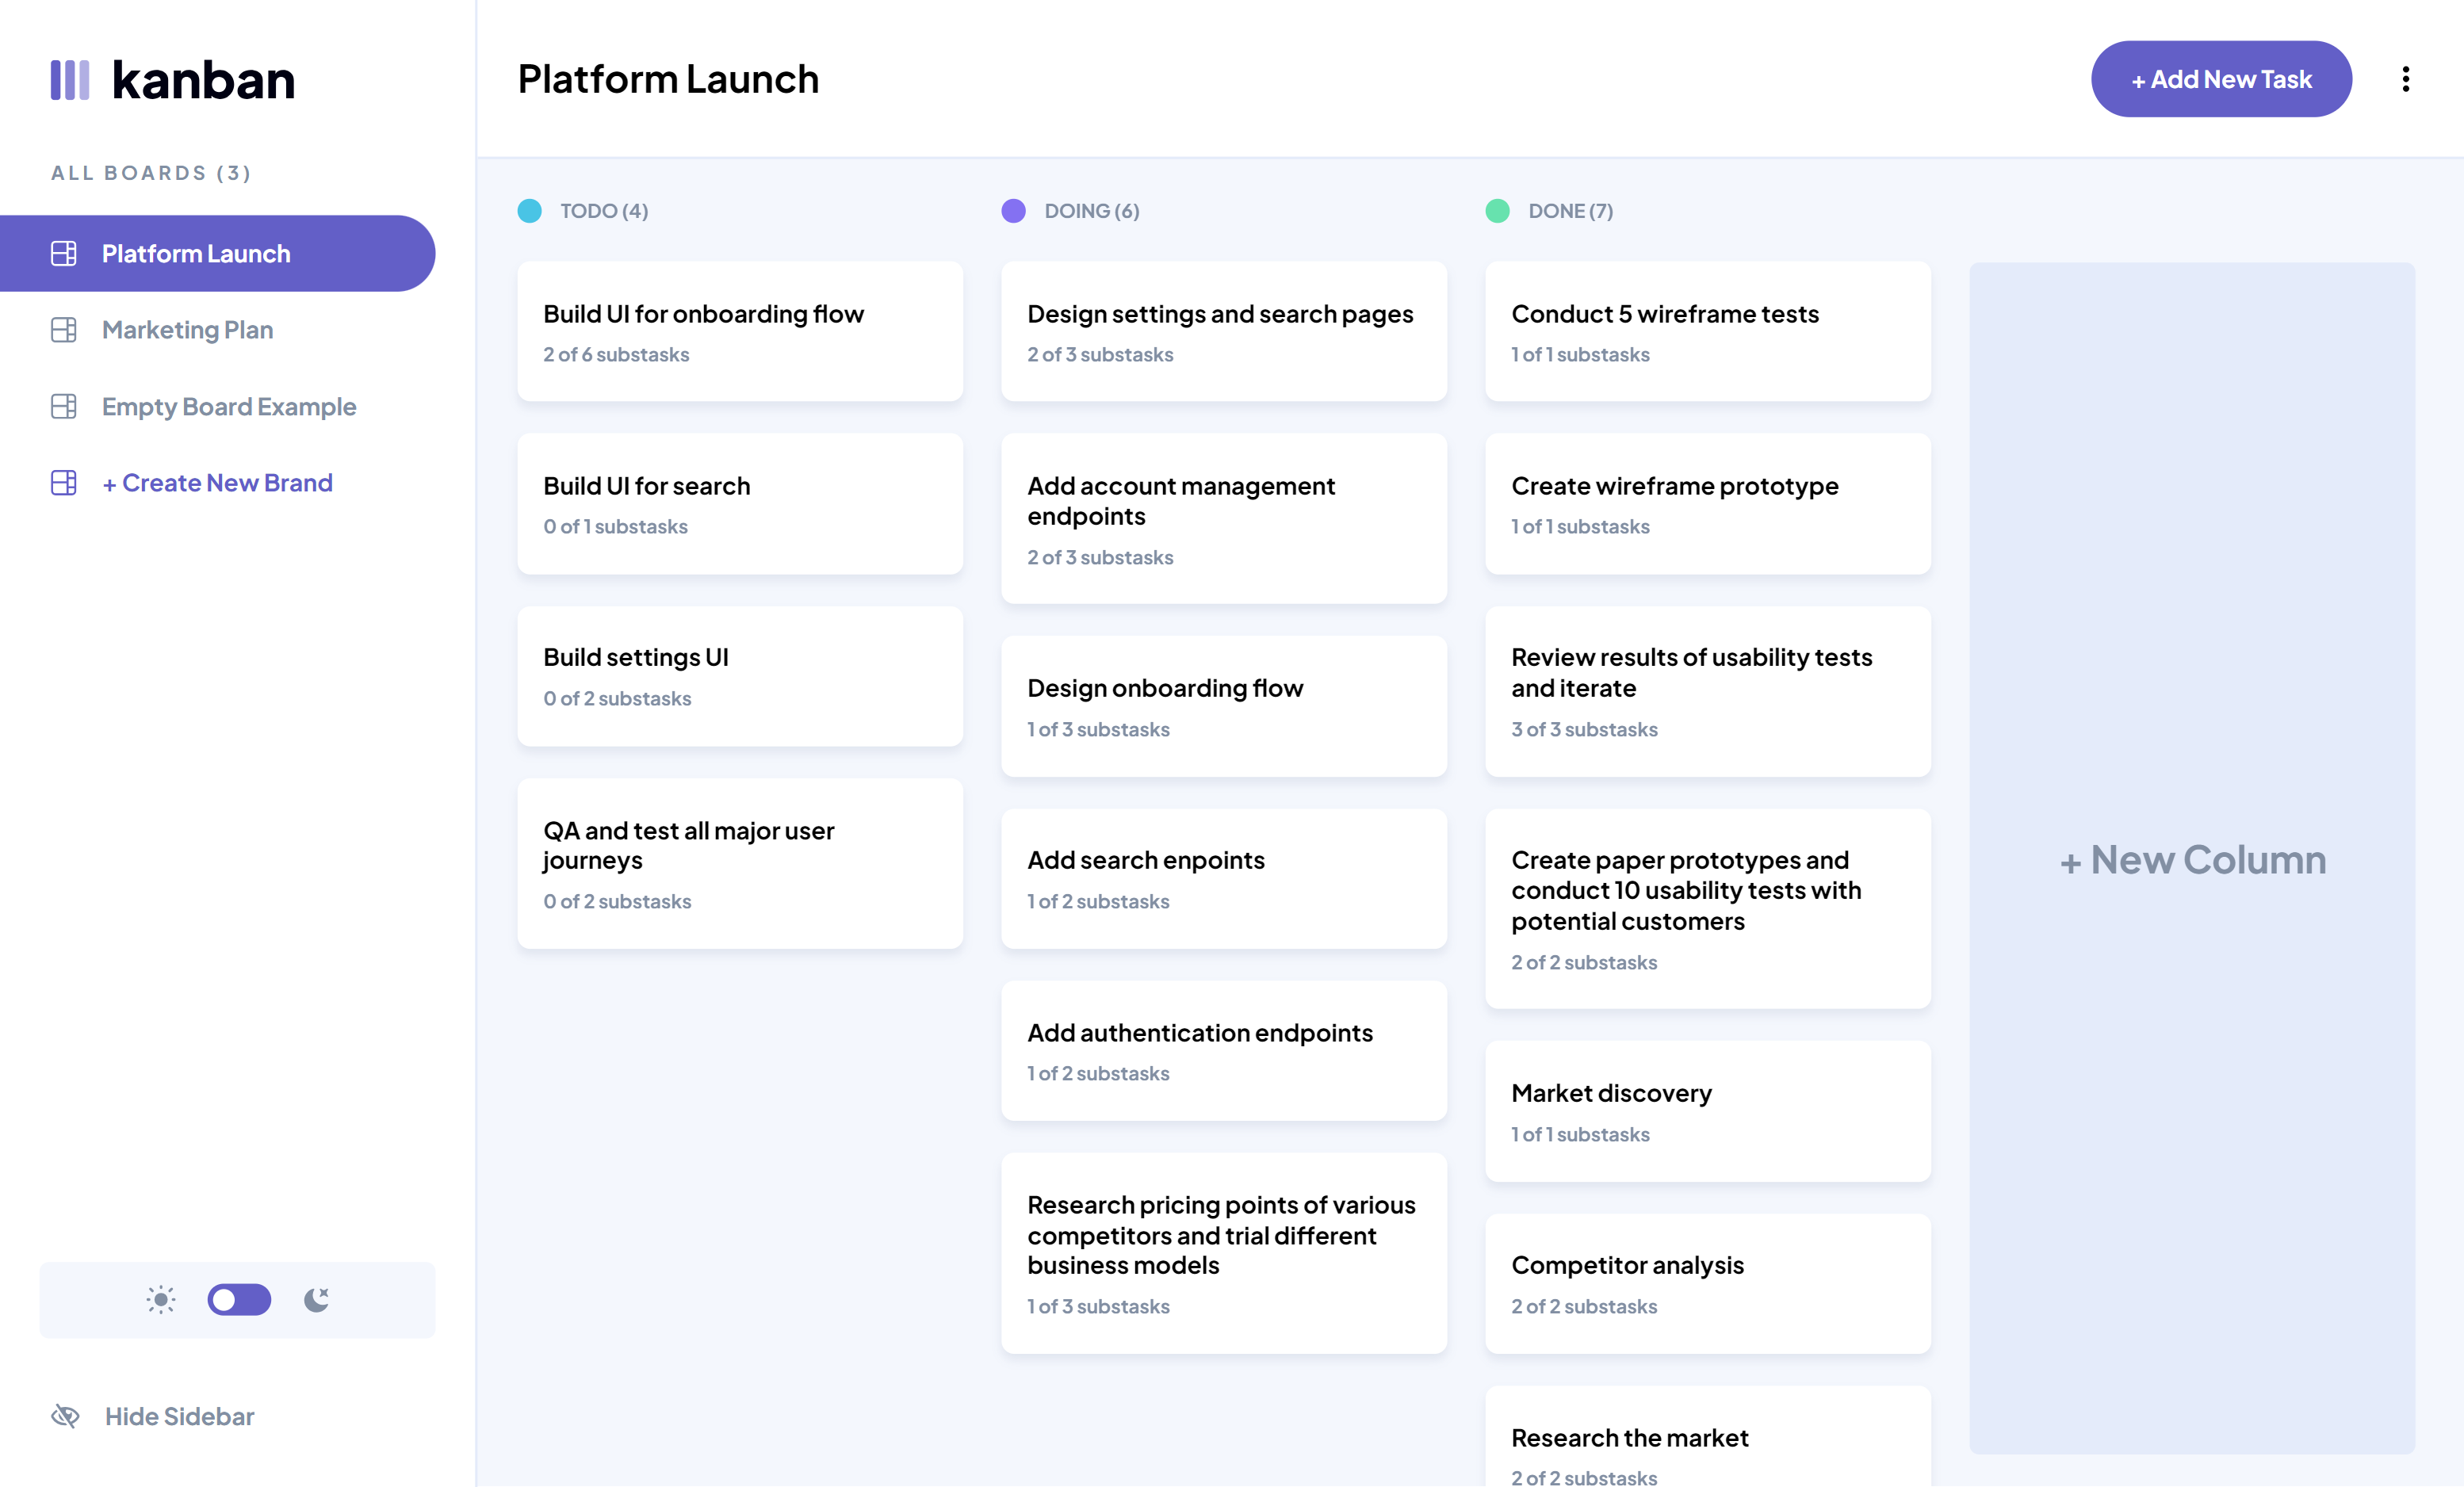 kanban
ALL BOARDS (3)
Platform Launch
Marketing Plan
Empty Board Example
+ Create New Brand
Hide Sidebar
Platform Launch
+ Add New Task
TODO (4)
Build UI for onboarding flow
2 of 6 substasks
Build UI for search
0 of 1 substasks
Build settings UI
0 of 2 substasks
QA and test all major user
journeys
0 of 2 substasks
DOING (6)
Design settings and search pages
2 of 3 substasks
Add account management
endpoints
2 of 3 substasks
Design onboarding flow
1 of 3 substasks
Add search enpoints
1 of 2 substasks
Add authentication endpoints
1 of 2 substasks
Research pricing points of various
competitors and trial different
business models
1 of 3 substasks
DONE (7)
Conduct 5 wireframe tests
1 of 1 substasks
Create wireframe prototype
1 of 1 substasks
Review results of usability tests
and iterate
3 of 3 substasks
Create paper prototypes and
conduct 10 usability tests with
potential customers
2 of 2 substasks
Market discovery
1 of 1 substasks
Competitor analysis
2 of 2 substasks
Research the market
2 of 2 substasks
+ New Column